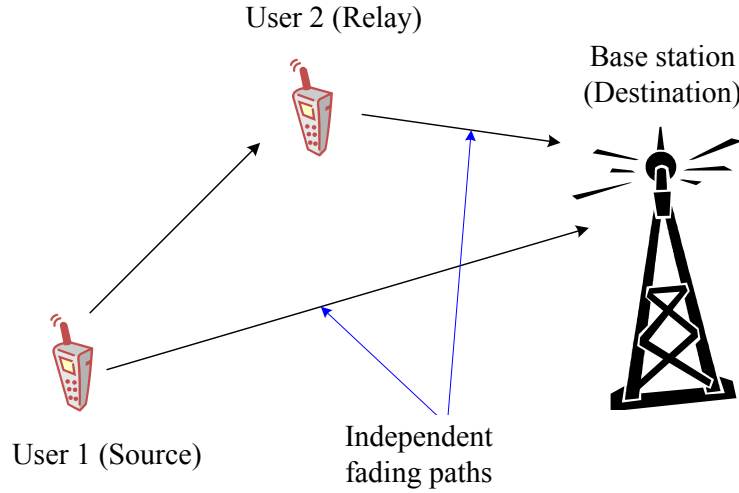 User 2 (Relay)
Base station
(Destination)
User 1 (Source)
Independent
fading paths